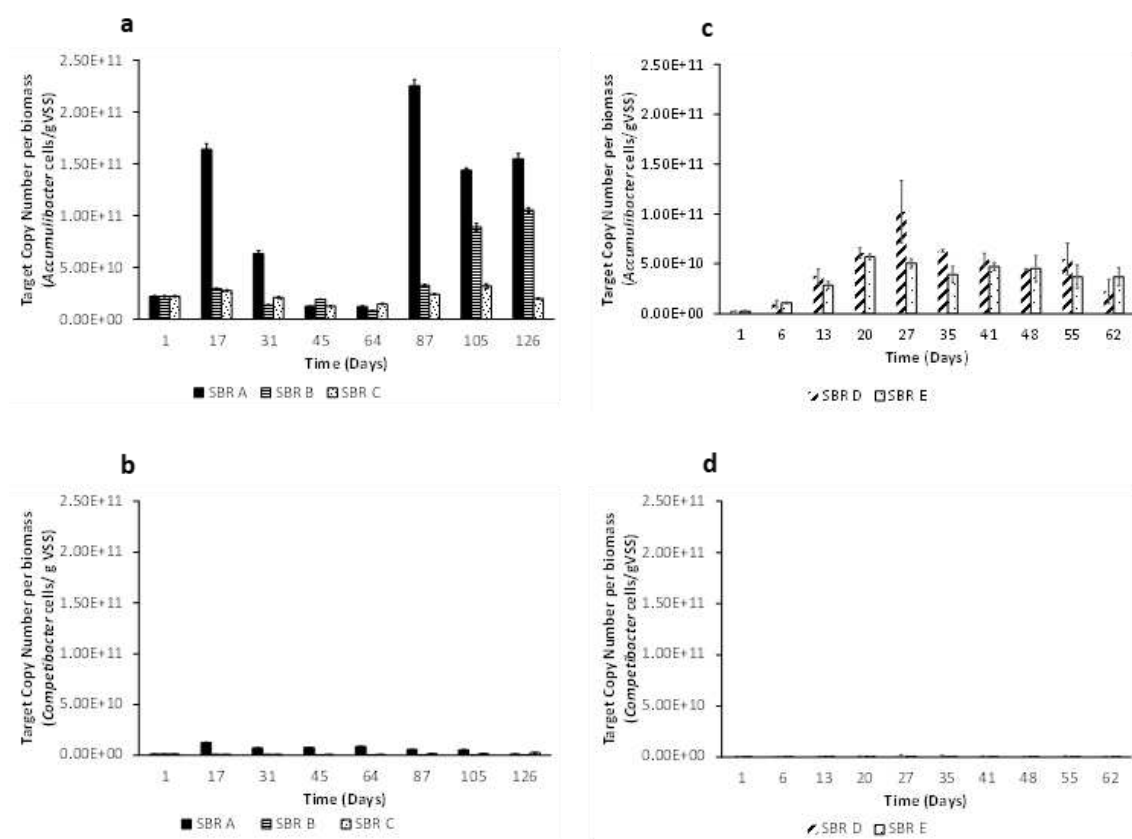 a
Target Copy Number per biomass
(Accumulibacter cells/gVSS)
2.50E+11
2.00E+11
1.50E+11
1.00E+11
5.00E+10
0.00E+00
1 17 31 45 64 87 105 126
Time (Days)
SBR A SBR B SBR C
c
Target Copy Number per biomass
(Accumulibacter cells/gVSS)
2.50E+11
2.00E+11
1.50E+11
1.00E+11
5.00E+10
0.00E+00
1 6 13 20 27 35 41 48 55 62
Time (Days)
SBR D SBR E
b
Target Copy Number per biomass
(Competibacter cells/ g VSS)
2.50E+11
2.00E+11
1.50E+11
1.00E+11
5.00E+10
0.00E+00
1 17 31 45 64 87 105 126
Time (Days)
SBR A SBR B SBR C
d
Target Copy Number per biomass
(Competibacter cells/gVSS)
2.50E+11
2.00E+11
1.50E+11
1.00E+11
5.00E+10
0.00E+00
1 6 13 20 27 35 41 48 55 62
Time (Days)
SBR D SBR E